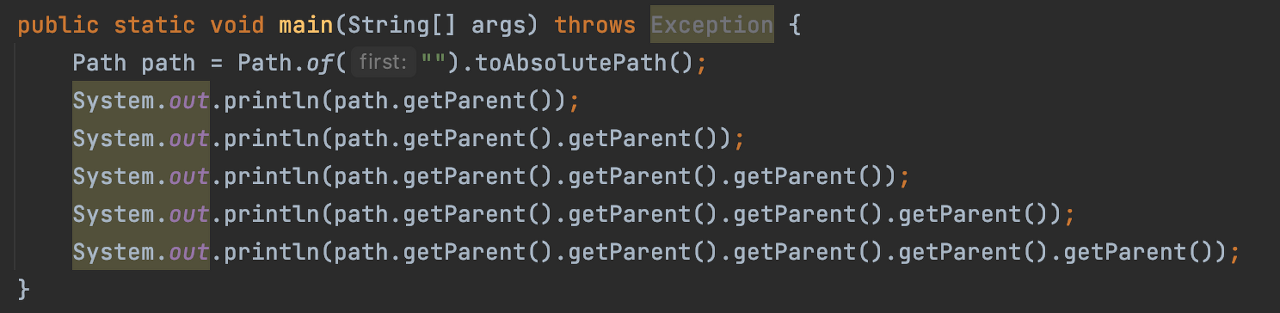 public static void main(String[] args) throws Exception {
    Path path = Path.of( first: "").toAbsolutePath();
    System.out.println(path.getParent());
    System.out.println(path.getParent().getParent());
    System.out.println(path.getParent().getParent().getParent());
    System.out.println(path.getParent().getParent().getParent().getParent());
    System.out.println(path.getParent().getParent().getParent().getParent().getParent());
}